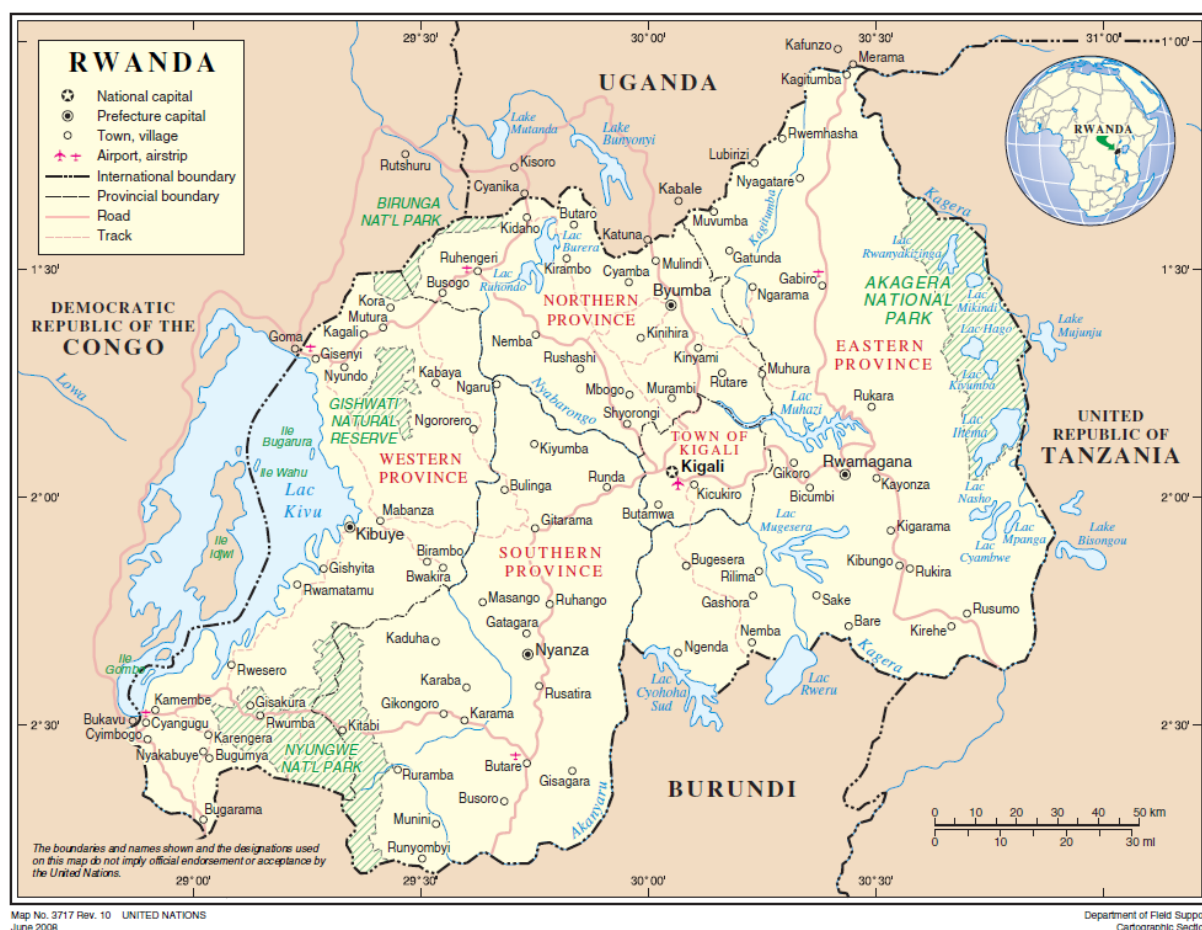 RWANDA
National capital
Prefecture capital
Town, village
Airport, airstrip
International boundary
Provincial boundary
Road
Track
29°30'
30°00'
30°30'
31°00'
1°00'
1°00'
Kafunzo
Merama
Kagitumba
UGANDA
RWANDA
Lake
Mutanda
Lake
Bunyonyi
Rwemhasha
Rutshuru
Kisoro
Lubirizi
Nyagatare
Cyanika
Kabale
Kagera
BIRUNGA
NAT'L PARK
Kidaho
Butaro
Muvumba
Kagitumba
Lac
Burera
Katuna
Lac
Rwanyakizinga
1°30'
1°30'
Ruhengeri
Kirambo
Cyamba
Mulindi
Gatunda
Lac
Ruhondo
Busogo
Gabiro
Ngarama
AKAGERA
NATIONAL
PARK
Lac
Mikindi
NORTHERN
PROVINCE
Byumba
DEMOCRATIC
REPUBLIC OF THE
CONGO
Kora
Mutura
Kagali
Lac Hago
Lake
Mujunju
Goma
Gisenyi
Nyundo
Nemba
Kinihira
Kinyami
EASTERN
PROVINCE
Rushashi
Muhura
Lac
Kivumba
Lowa
Kabaya
Ngaru
Nyabarongo
Mbogo
Murambi
Rutare
Lac
Muhazi
Rukara
GISHWATI
NATURAL
RESERVE
Shyorongi
Ile
Bugarura
Ngororero
Lac
Ihema
UNITED
REPUBLIC OF
TANZANIA
TOWN OF
KIGALI
Kiyumba
WESTERN
PROVINCE
Ile Wahu
Kigali
Gikoro
Rwamagana
Kayonza
Lac
Kivu
Bulinga
Runda
Kicukiro
Bicumbi
2°00'
2°00'
Lac
Nasho
Mabanza
Butamwa
Lac
Mugesera
Kibuye
Gitarama
Kigarama
Lac
Mpanga
Lake
Bisongou
Ile
Idjwi
SOUTHERN
PROVINCE
Birambo
Lac
Cyambwe
Gishyita
Bwakira
Bugesera
Rilima
Kibungo
Rukira
Rwamatamu
Masango
Ruhango
Gashora
Sake
Rusumo
Gatagara
Bare
Kirehe
Kaduha
Nemba
Nyanza
Ngenda
Kagera
Ile
Gombo
Rwesero
Lac
Cyohoha
Sud
Lac
Rweru
Karaba
Rusatira
Kamembe
Gisakura
Gikongoro
Bukavu
Cyangugu
Rwumba
Kitabi
Karama
2°30'
2°30'
Cyimbogo
Karengera
NYUNGWE
NAT'L PARK
Nyakabuye
Bugumya
Ruramba
Butare
Gisagara
BURUNDI
Busoro
Akanyaru
Bugarama
Munini
0 10 20 30 40 50 km
0 10 20 30 mi
Runyombyi
The boundaries and names shown and the designations used
on this map do not imply official endorsement or acceptance by
the United Nations.
29°00'
29°30'
30°00'
30°30'
31°00'
Map No. 3717 Rev. 10 UNITED NATIONS
June 2008
Department of Field Suppo
Cartographic Sectio